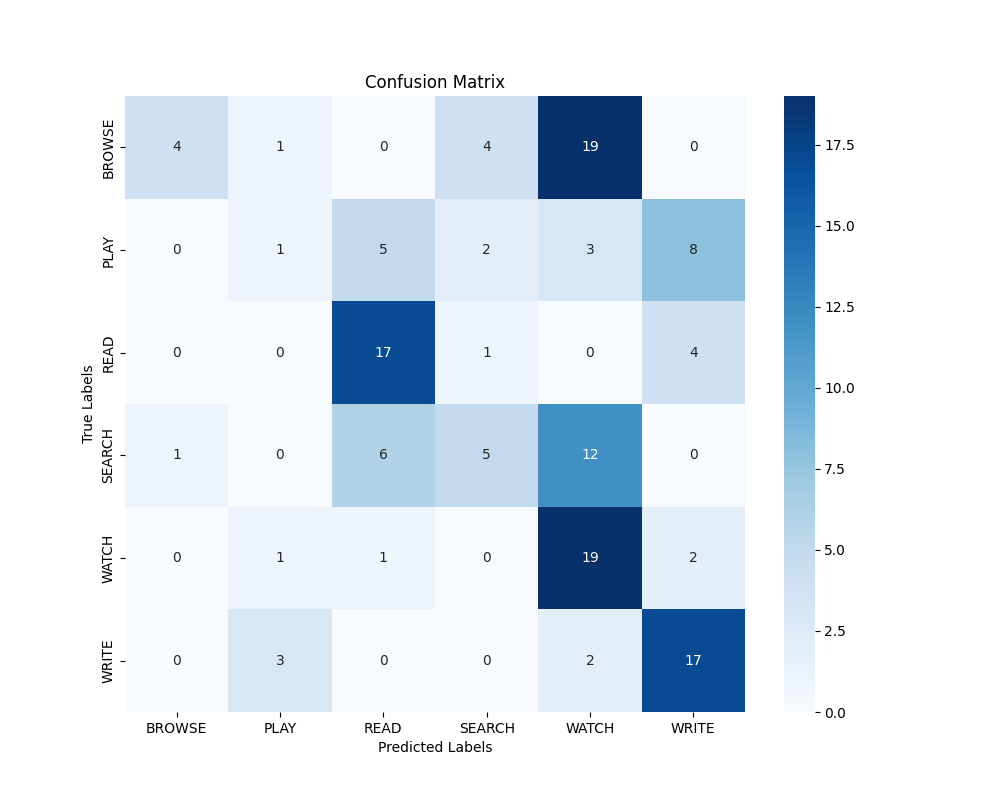 Confusion Matrix
BROWSE 4 1 0 4 19 0
PLAY 0 1 5 2 3 8
READ 0 0 17 1 0 4
SEARCH 1 0 6 5 12 0
WATCH 0 1 1 0 19 2
WRITE 0 3 0 0 2 17
BROWSE PLAY READ SEARCH WATCH WRITE
Predicted Labels
True Labels
17.5
15.0
12.5
10.0
7.5
5.0
2.5
0.0